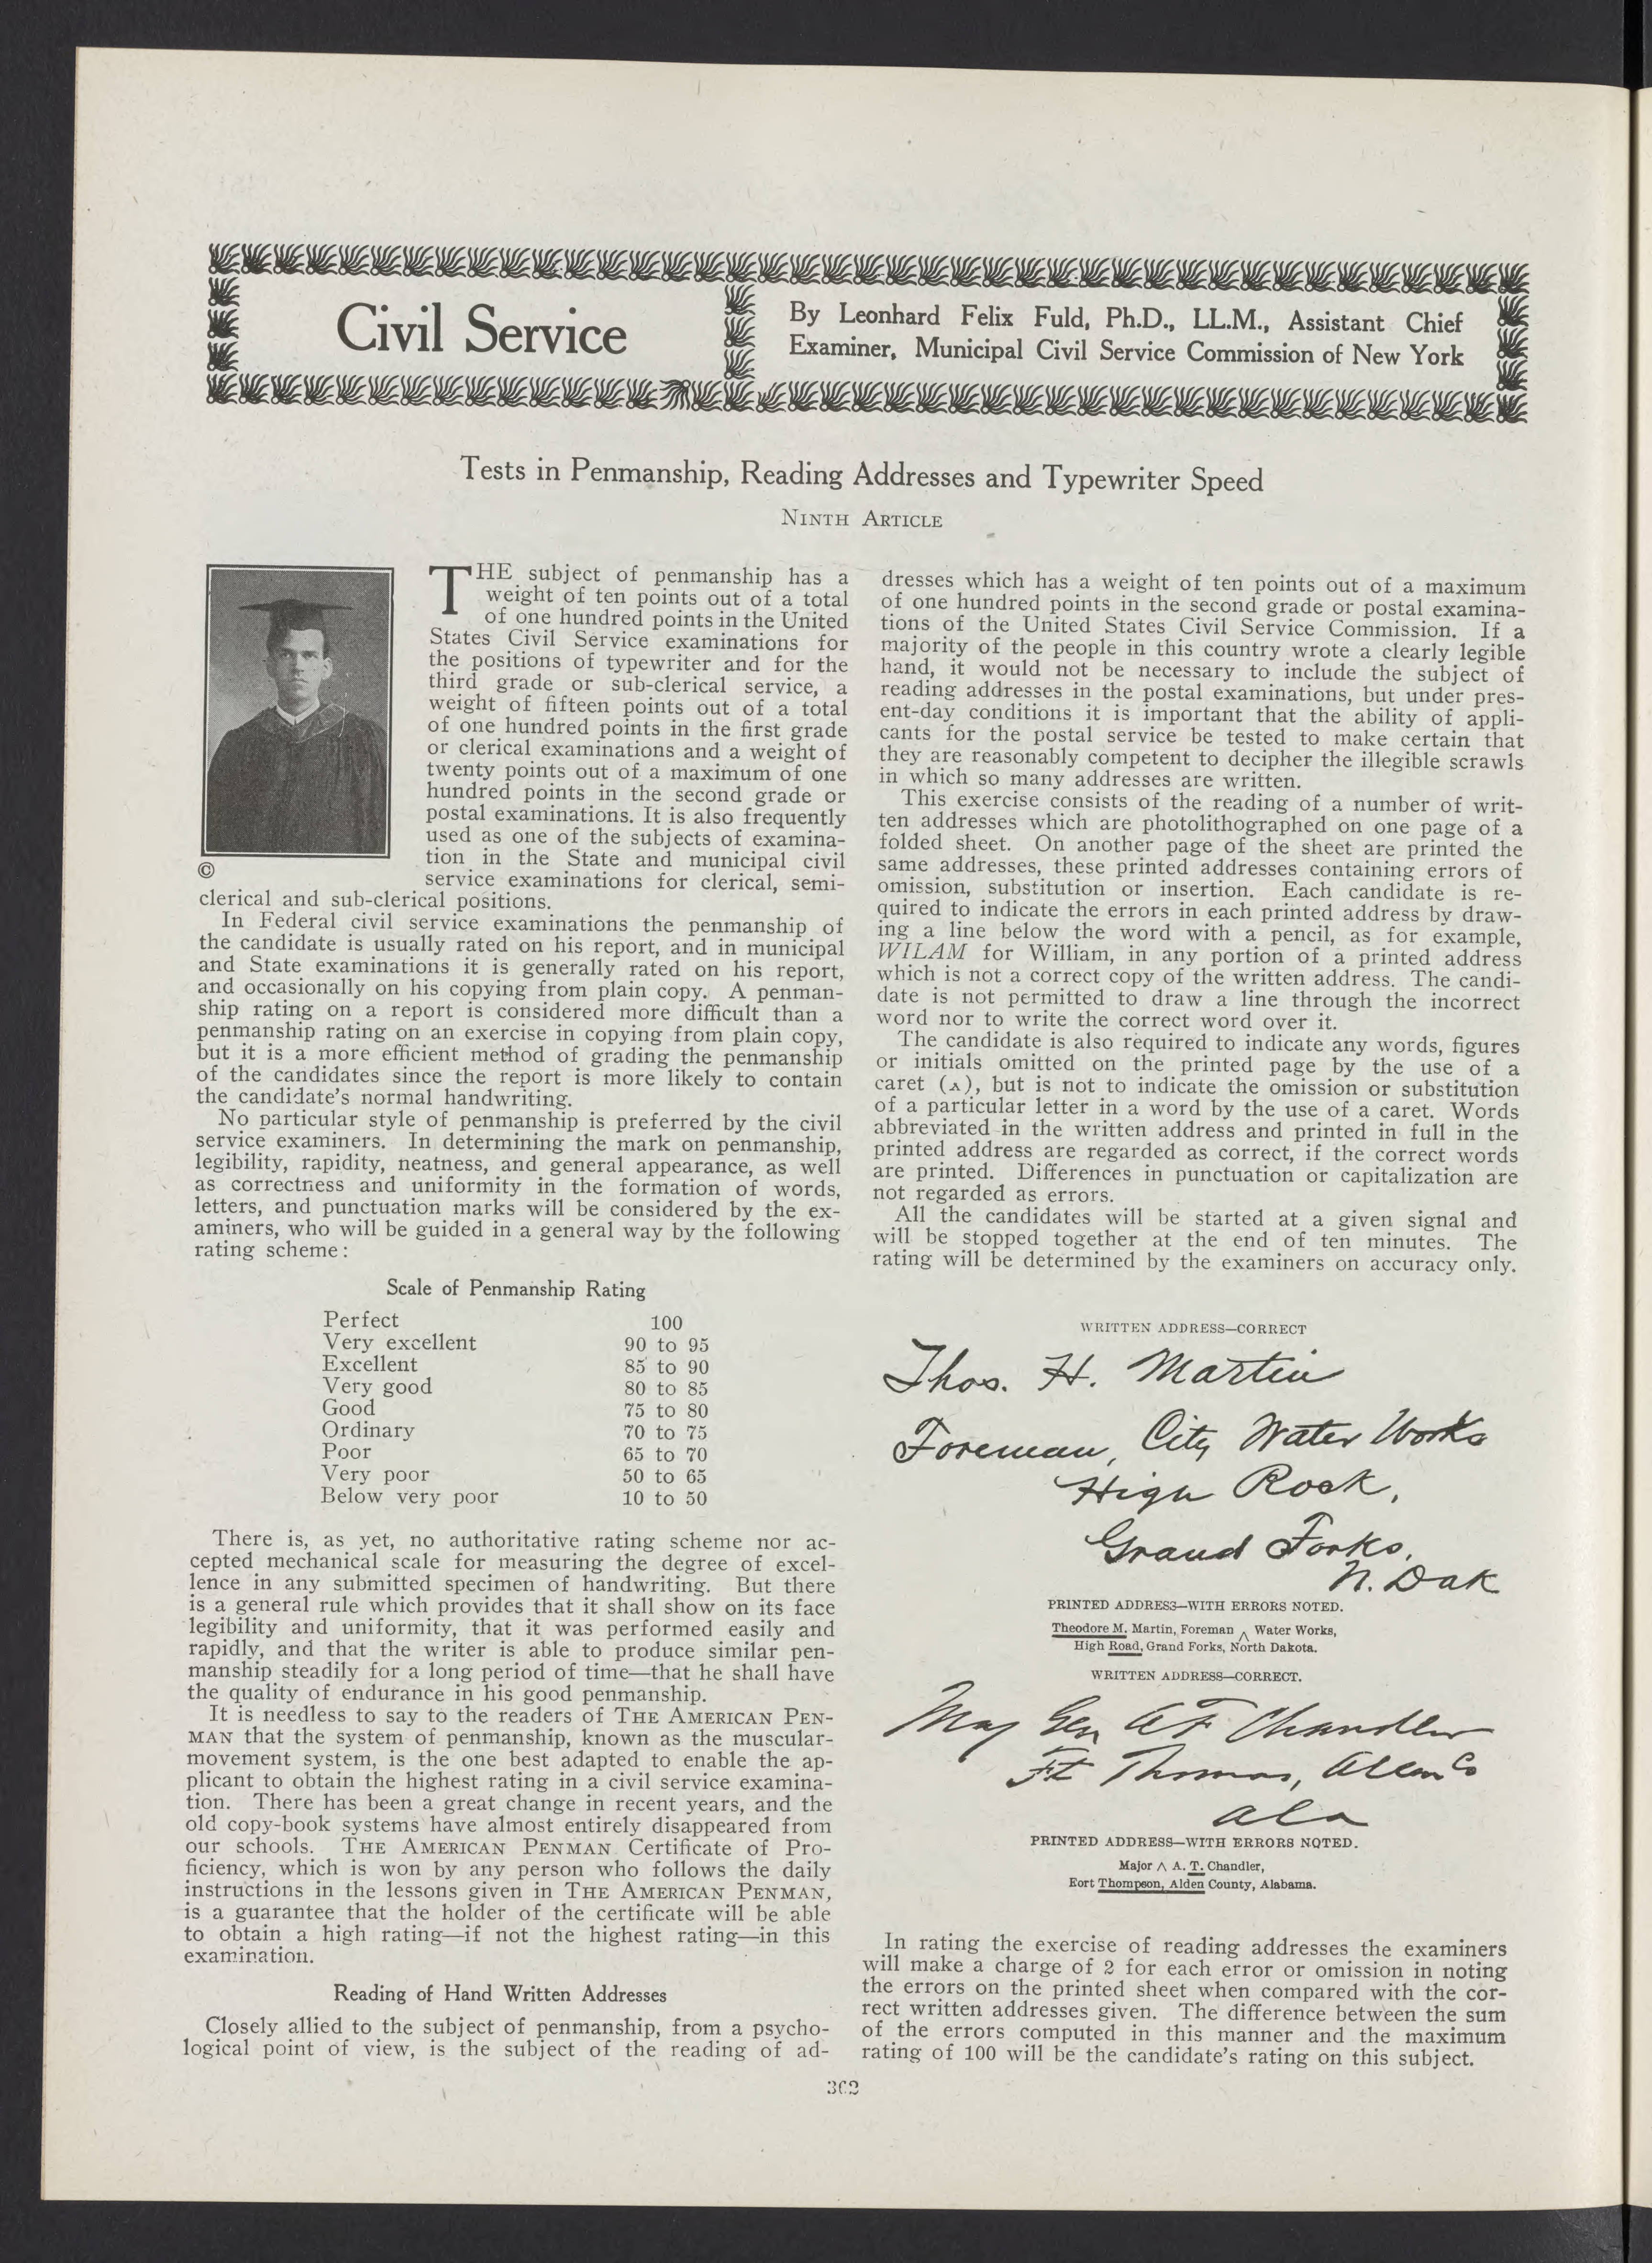 Civil Service
By Leonhard Felix Fuld, Ph.D., LL.M., Assistant Chief
Examiner, Municipal Civil Service Commission of New York
Tests in Penmanship, Reading Addresses and Typewriter Speed
NINTH ARTICLE
THE subject of penmanship has a
weight of ten points out of a total
of one hundred points in the United
States Civil Service examinations for
the positions of typewriter and for the
third grade or sub-clerical service, a
weight of fifteen points out of a total
of one hundred points in the first grade
or clerical examinations and a weight of
twenty points out of a maximum of one
hundred points in the second grade or
postal examinations. It is also frequently
used as one of the subjects of examina-
tion in the State and municipal civil
©
service examinations for clerical, semi-
clerical and sub-clerical positions.
In Federal civil service examinations the penmanship of
the candidate is usually rated on his report, and in municipal
and State examinations it is generally rated on his report,
and occasionally on his copying from plain copy. A penman-
ship rating on a report is considered more difficult than a
penmanship rating on an exercise in copying from plain copy,
but it is a more efficient method of grading the penmanship
of the candidates since the report is more likely to contain
the candidate's normal handwriting.
No particular style of penmanship is preferred by the civil
service examiners. In determining the mark on penmanship,
legibility, rapidity, neatness, and general appearance, as well
as correctness and uniformity in the formation of words,
letters, and punctuation marks will be considered by the ex-
aminers, who will be guided in a general way by the following
rating scheme:
Scale of Penmanship Rating
Perfect 100
Very excellent 90 to 95
Excellent 85 to 90
Very good 80 to 85
Good 75 to 80
Ordinary 70 to 75
Poor 65 to 70
Very poor 50 to 65
Below very poor 10 to 50
There is, as yet, no authoritative rating scheme nor ac-
cepted mechanical scale for measuring the degree of excel-
lence in any submitted specimen of handwriting. But there
is a general rule which provides that it shall show on its face
legibility and uniformity, that it was performed easily and
rapidly, and that the writer is able to produce similar pen-
manship steadily for a long period of time—that he shall have
the quality of endurance in his good penmanship.
It is needless to say to the readers of THE AMERICAN PEN-
MAN that the system of penmanship, known as the muscular-
movement system, is the one best adapted to enable the ap-
plicant to obtain the highest rating in a civil service examina-
tion. There has been a great change in recent years, and the
old copy-book systems have almost entirely disappeared from
our schools. THE AMERICAN PENMAN Certificate of Pro-
ficiency, which is won by any person who follows the daily
instructions in the lessons given in THE AMERICAN PENMAN,
is a guarantee that the holder of the certificate will be able
to obtain a high rating—if not the highest rating—in this
examination.
Reading of Hand Written Addresses
Closely allied to the subject of penmanship, from a psycho-
logical point of view, is the subject of the reading of ad-
dresses which has a weight of ten points out of a maximum
of one hundred points in the second grade or postal examina-
tions of the United States Civil Service Commission. If a
majority of the people in this country wrote a clearly legible
hand, it would not be necessary to include the subject of
reading addresses in the postal examinations, but under pres-
ent-day conditions it is important that the ability of appli-
cants for the postal service be tested to make certain that
they are reasonably competent to decipher the illegible scrawls
in which so many addresses are written.
This exercise consists of the reading of a number of writ-
ten addresses which are photolithographed on one page of a
folded sheet. On another page of the sheet are printed the
same addresses, these printed addresses containing errors of
omission, substitution or insertion. Each candidate is re-
quired to indicate the errors in each printed address by draw-
ing a line below the word with a pencil, as for example,
WILAM for William, in any portion of a printed address
which is not a correct copy of the written address. The candi-
date is not permitted to draw a line through the incorrect
word nor to write the correct word over it.
The candidate is also required to indicate any words, figures
or initials omitted on the printed page by the use of a
caret (^), but is not to indicate the omission or substitution
of a particular letter in a word by the use of a caret. Words
abbreviated in the written address and printed in full in the
printed address are regarded as correct, if the correct words
are printed. Differences in punctuation or capitalization are
not regarded as errors.
All the candidates will be started at a given signal and
will be stopped together at the end of ten minutes. The
rating will be determined by the examiners on accuracy only.
WRITTEN ADDRESS—CORRECT
Thos. H. Martin
Foreman, City Water Works
High Rock,
Grand Forks,
N. Dak
PRINTED ADDRESS—WITH ERRORS NOTED.
Theodore M. Martin, Foreman ^ Water Works,
High Road, Grand Forks, North Dakota.
WRITTEN ADDRESS—CORRECT.
Maj Gen A F Chandler
Ft Thomas, Allen Co
Ala
PRINTED ADDRESS—WITH ERRORS NOTED.
Major ^ A. T. Chandler,
Fort Thompson, Alden County, Alabama.
In rating the exercise of reading addresses the examiners
will make a charge of 2 for each error or omission in noting
the errors on the printed sheet when compared with the cor-
rect written addresses given. The difference between the sum
of the errors computed in this manner and the maximum
rating of 100 will be the candidate's rating on this subject.
362